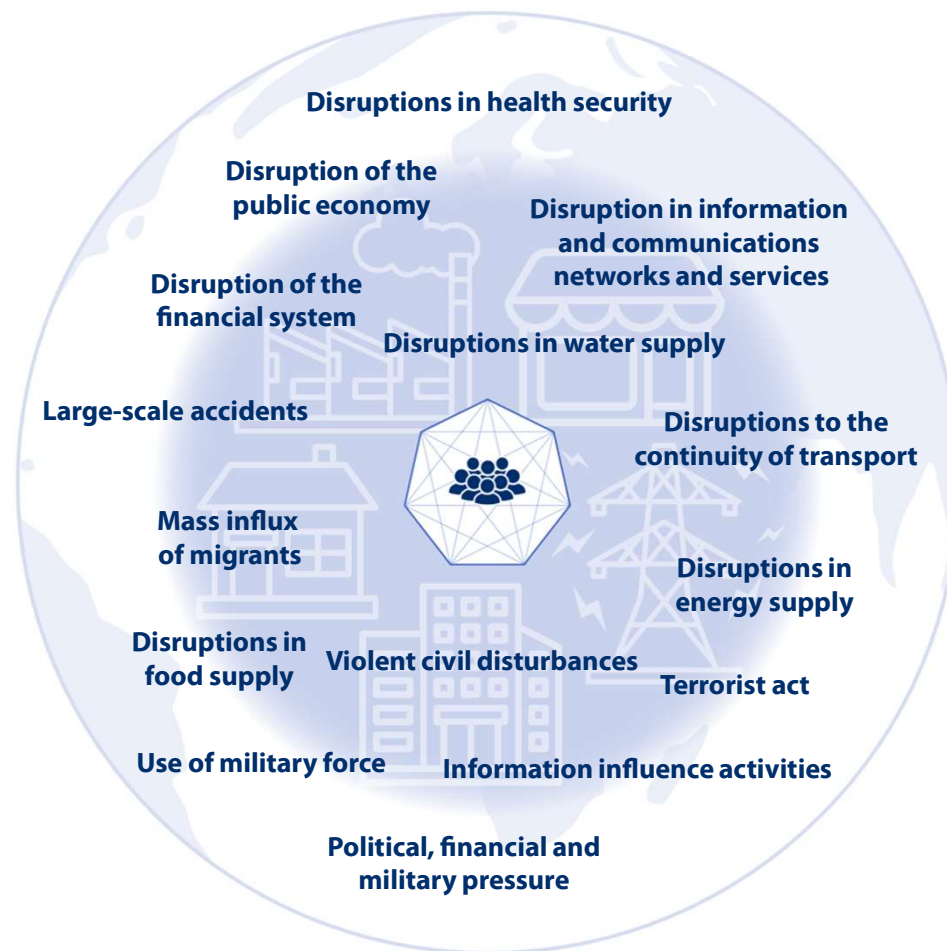 Disruptions in health security
Disruption of the
public economy
Disruption in information
and communications
networks and services
Disruption of the
financial system
Disruptions in water supply
Large-scale accidents
Disruptions to the
continuity of transport
Mass influx
of migrants
Disruptions in
energy supply
Disruptions in
food supply
Violent civil disturbances
Terrorist act
Use of military force
Information influence activities
Political, financial and
military pressure